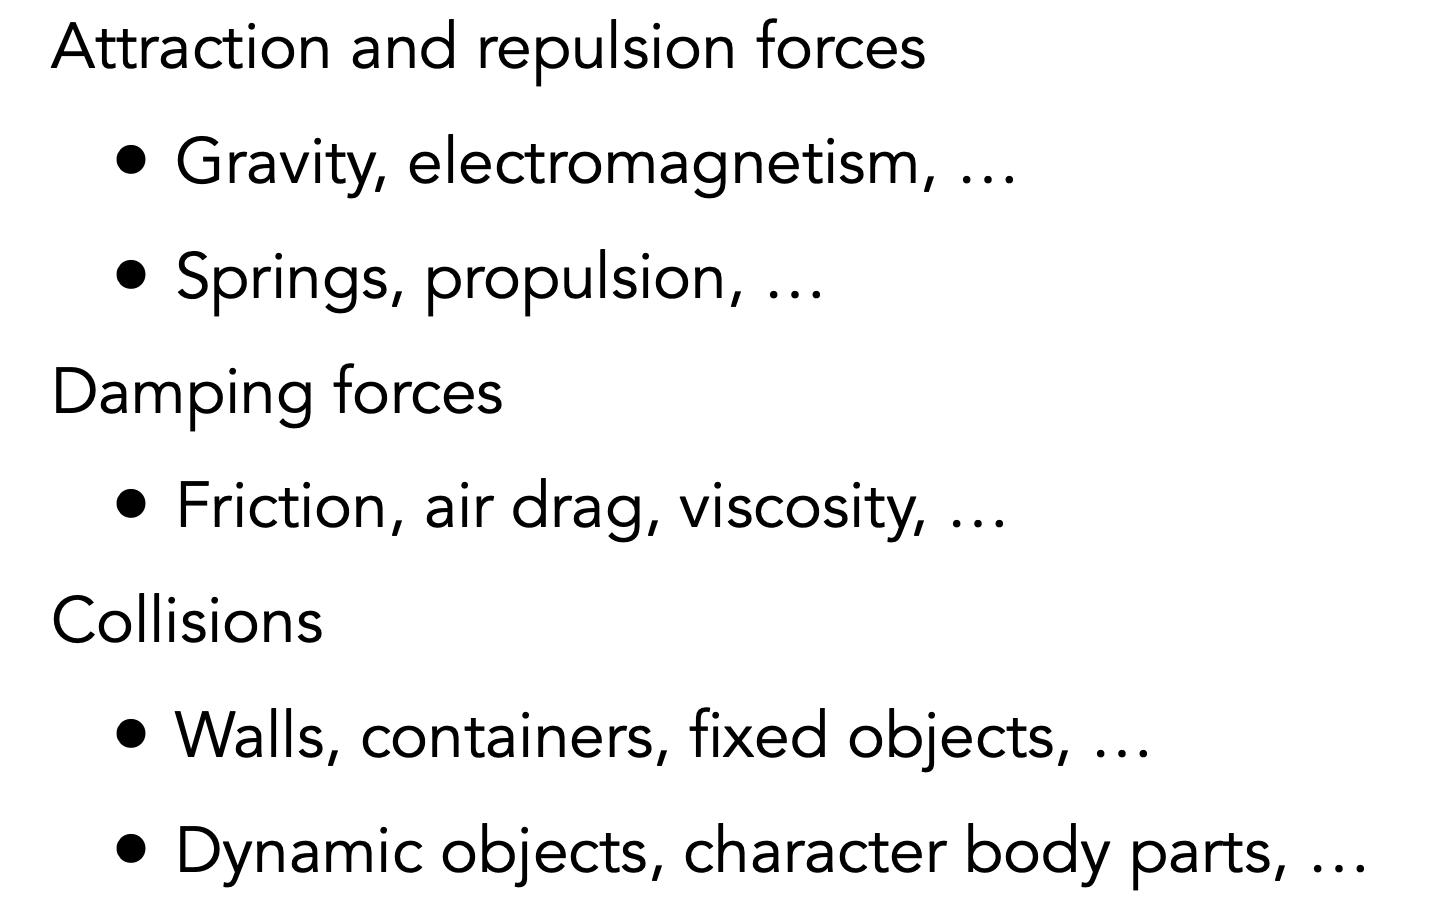 Attraction and repulsion forces
• Gravity, electromagnetism, …
• Springs, propulsion, …
Damping forces
• Friction, air drag, viscosity, …
Collisions
• Walls, containers, fixed objects, …
• Dynamic objects, character body parts, …